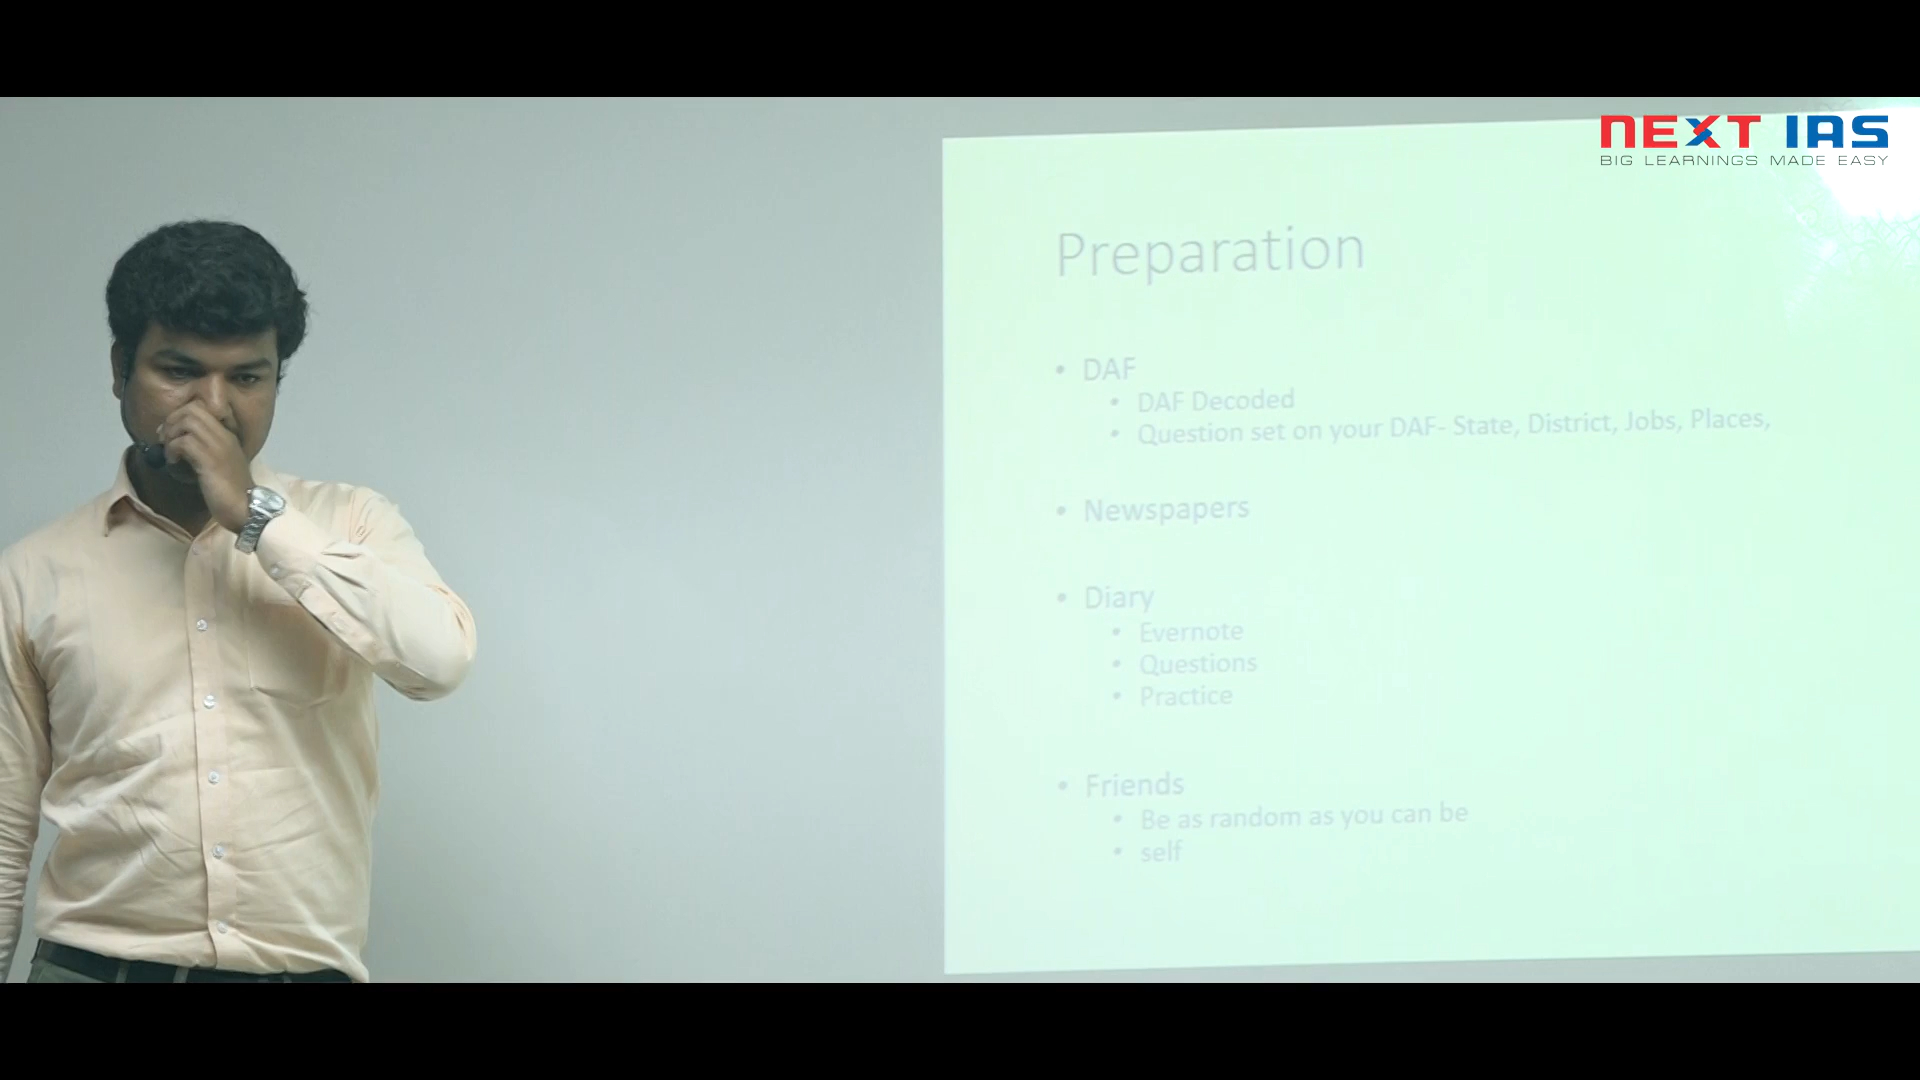 NEXT IAS
BIG LEARNINGS MADE EASY
Preparation
• DAF
• DAF Decoded
• Question set on your DAF- State, District, Jobs, Places,
• Newspapers
• Diary
• Evernote
• Questions
• Practice
• Friends
• Be as random as you can be
• self